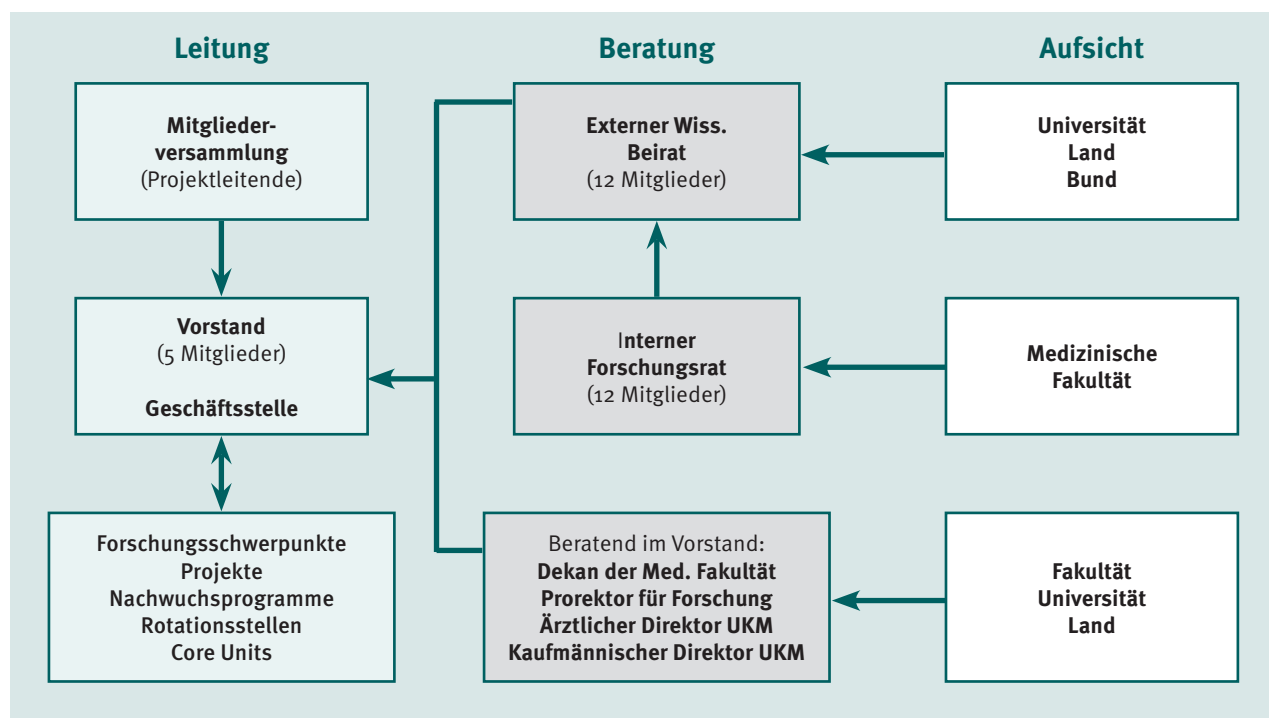 Leitung
Mitglieder-
versammlung
(Projektleitende)
Vorstand
(5 Mitglieder)
Geschäftsstelle
Forschungsschwerpunkte
Projekte
Nachwuchsprogramme
Rotationsstellen
Core Units
Beratung
Externer Wiss.
Beirat
(12 Mitglieder)
Interner
Forschungsrat
(12 Mitglieder)
Beratend im Vorstand:
Dekan der Med. Fakultät
Prorektor für Forschung
Ärztlicher Direktor UKM
Kaufmännischer Direktor UKM
Aufsicht
Universität
Land
Bund
Medizinische
Fakultät
Fakultät
Universität
Land